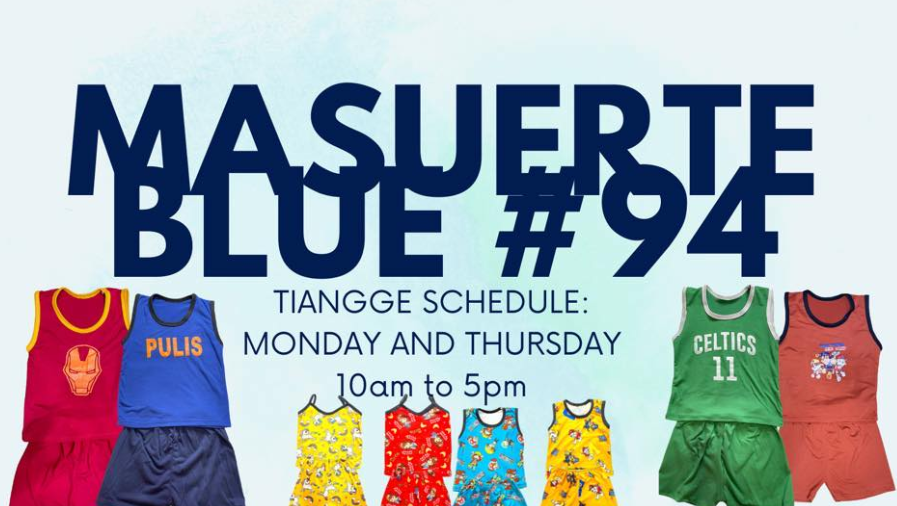 MASUERTE
BLUE #94
TIANGGE SCHEDULE:
MONDAY AND THURSDAY
10am to 5pm
PULIS
CELTICS
11